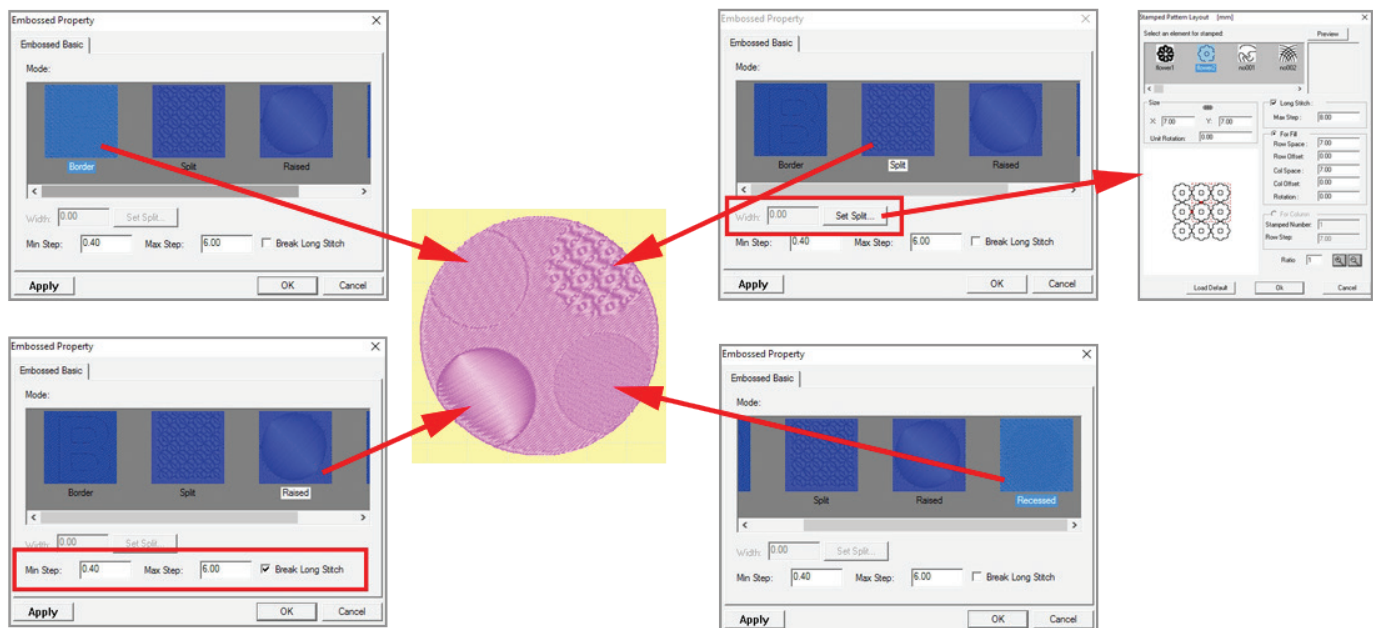 Embossed Property
Embossed Basic
Mode:
Border Split Raised
Width: 0.00 Set Split...
Min Step: 0.40 Max Step: 6.00 Break Long Stitch
Apply OK Cancel
Embossed Property
Embossed Basic
Mode:
Border Split Raised
Width: 0.00 Set Split...
Min Step: 0.40 Max Step: 6.00 Break Long Stitch
Apply OK Cancel
Stamped Pattern Layout [mm]
Select an element for stamped:
Preview
flower1 flower2 no001 no002
Size
X: 7.00 Y: 7.00
Unit Rotation: 0.00
Long Stitch :
Max Step : 8.00
For Fill
Row Space : 7.00
Row Offset: 0.00
Col Space : 7.00
Col Offset: 0.00
Rotation : 0.00
For Column
Stamped Number: 1
Row Step: 7.00
Ratio
Load Default Ok Cancel
Embossed Property
Embossed Basic
Mode:
Border Split Raised
Width: 0.00 Set Split...
Min Step: 0.40 Max Step: 6.00 Break Long Stitch
Apply OK Cancel
Embossed Property
Embossed Basic
Mode:
Split Raised Recessed
Width: 0.00 Set Split...
Min Step: 0.40 Max Step: 6.00 Break Long Stitch
Apply OK Cancel